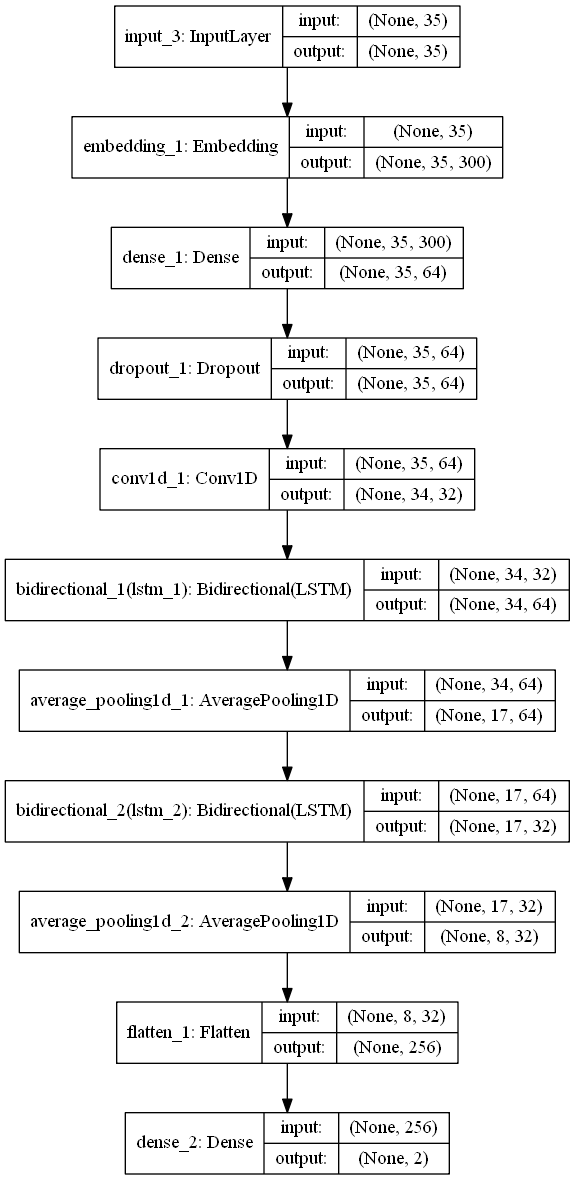 input_3: InputLayer
input: (None, 35)
output: (None, 35)
embedding_1: Embedding
input: (None, 35)
output: (None, 35, 300)
dense_1: Dense
input: (None, 35, 300)
output: (None, 35, 64)
dropout_1: Dropout
input: (None, 35, 64)
output: (None, 35, 64)
conv1d_1: Conv1D
input: (None, 35, 64)
output: (None, 34, 32)
bidirectional_1(lstm_1): Bidirectional(LSTM)
input: (None, 34, 32)
output: (None, 34, 64)
average_pooling1d_1: AveragePooling1D
input: (None, 34, 64)
output: (None, 17, 64)
bidirectional_2(lstm_2): Bidirectional(LSTM)
input: (None, 17, 64)
output: (None, 17, 32)
average_pooling1d_2: AveragePooling1D
input: (None, 17, 32)
output: (None, 8, 32)
flatten_1: Flatten
input: (None, 8, 32)
output: (None, 256)
dense_2: Dense
input: (None, 256)
output: (None, 2)